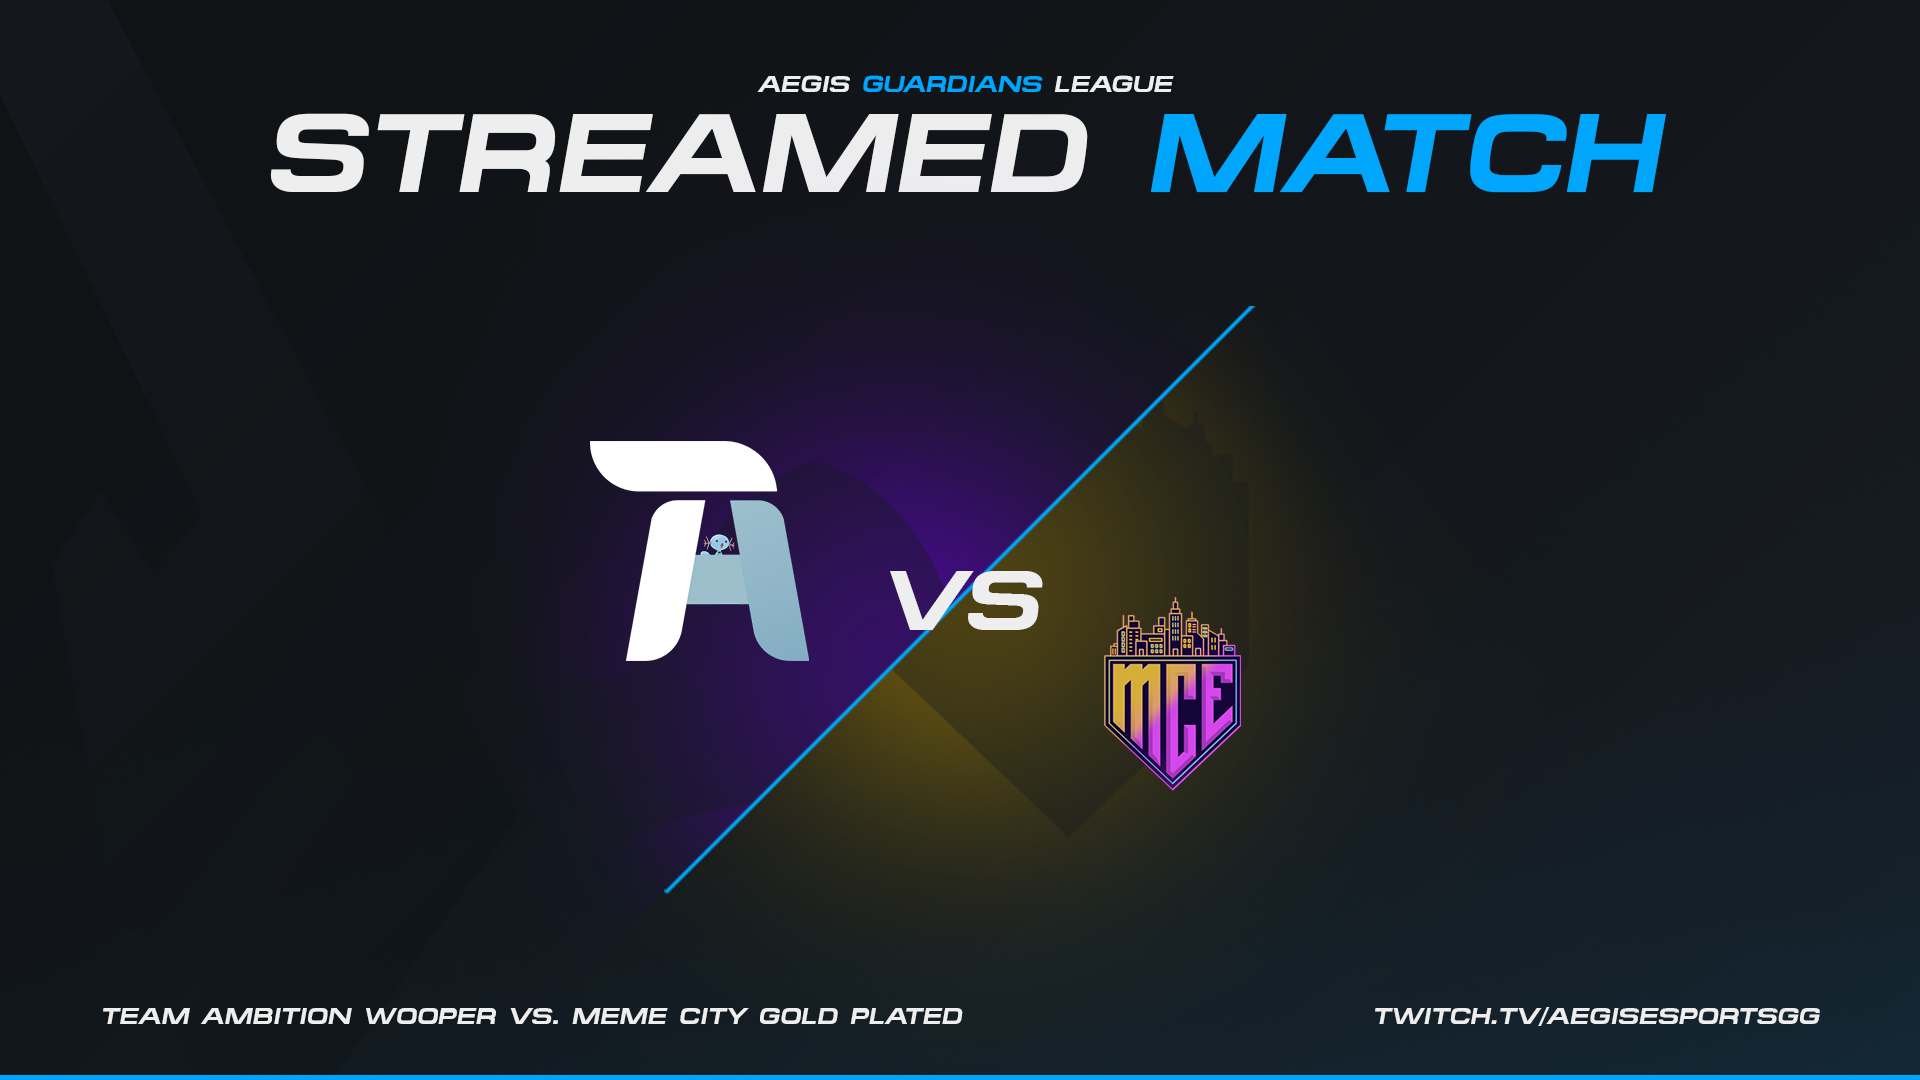 AEGIS GUARDIANS LEAGUE
STREAMED MATCH
VS
MCE
TEAM AMBITION WOOPER VS. MEME CITY GOLD PLATED
TWITCH.TV/AEGISESPORTSGG